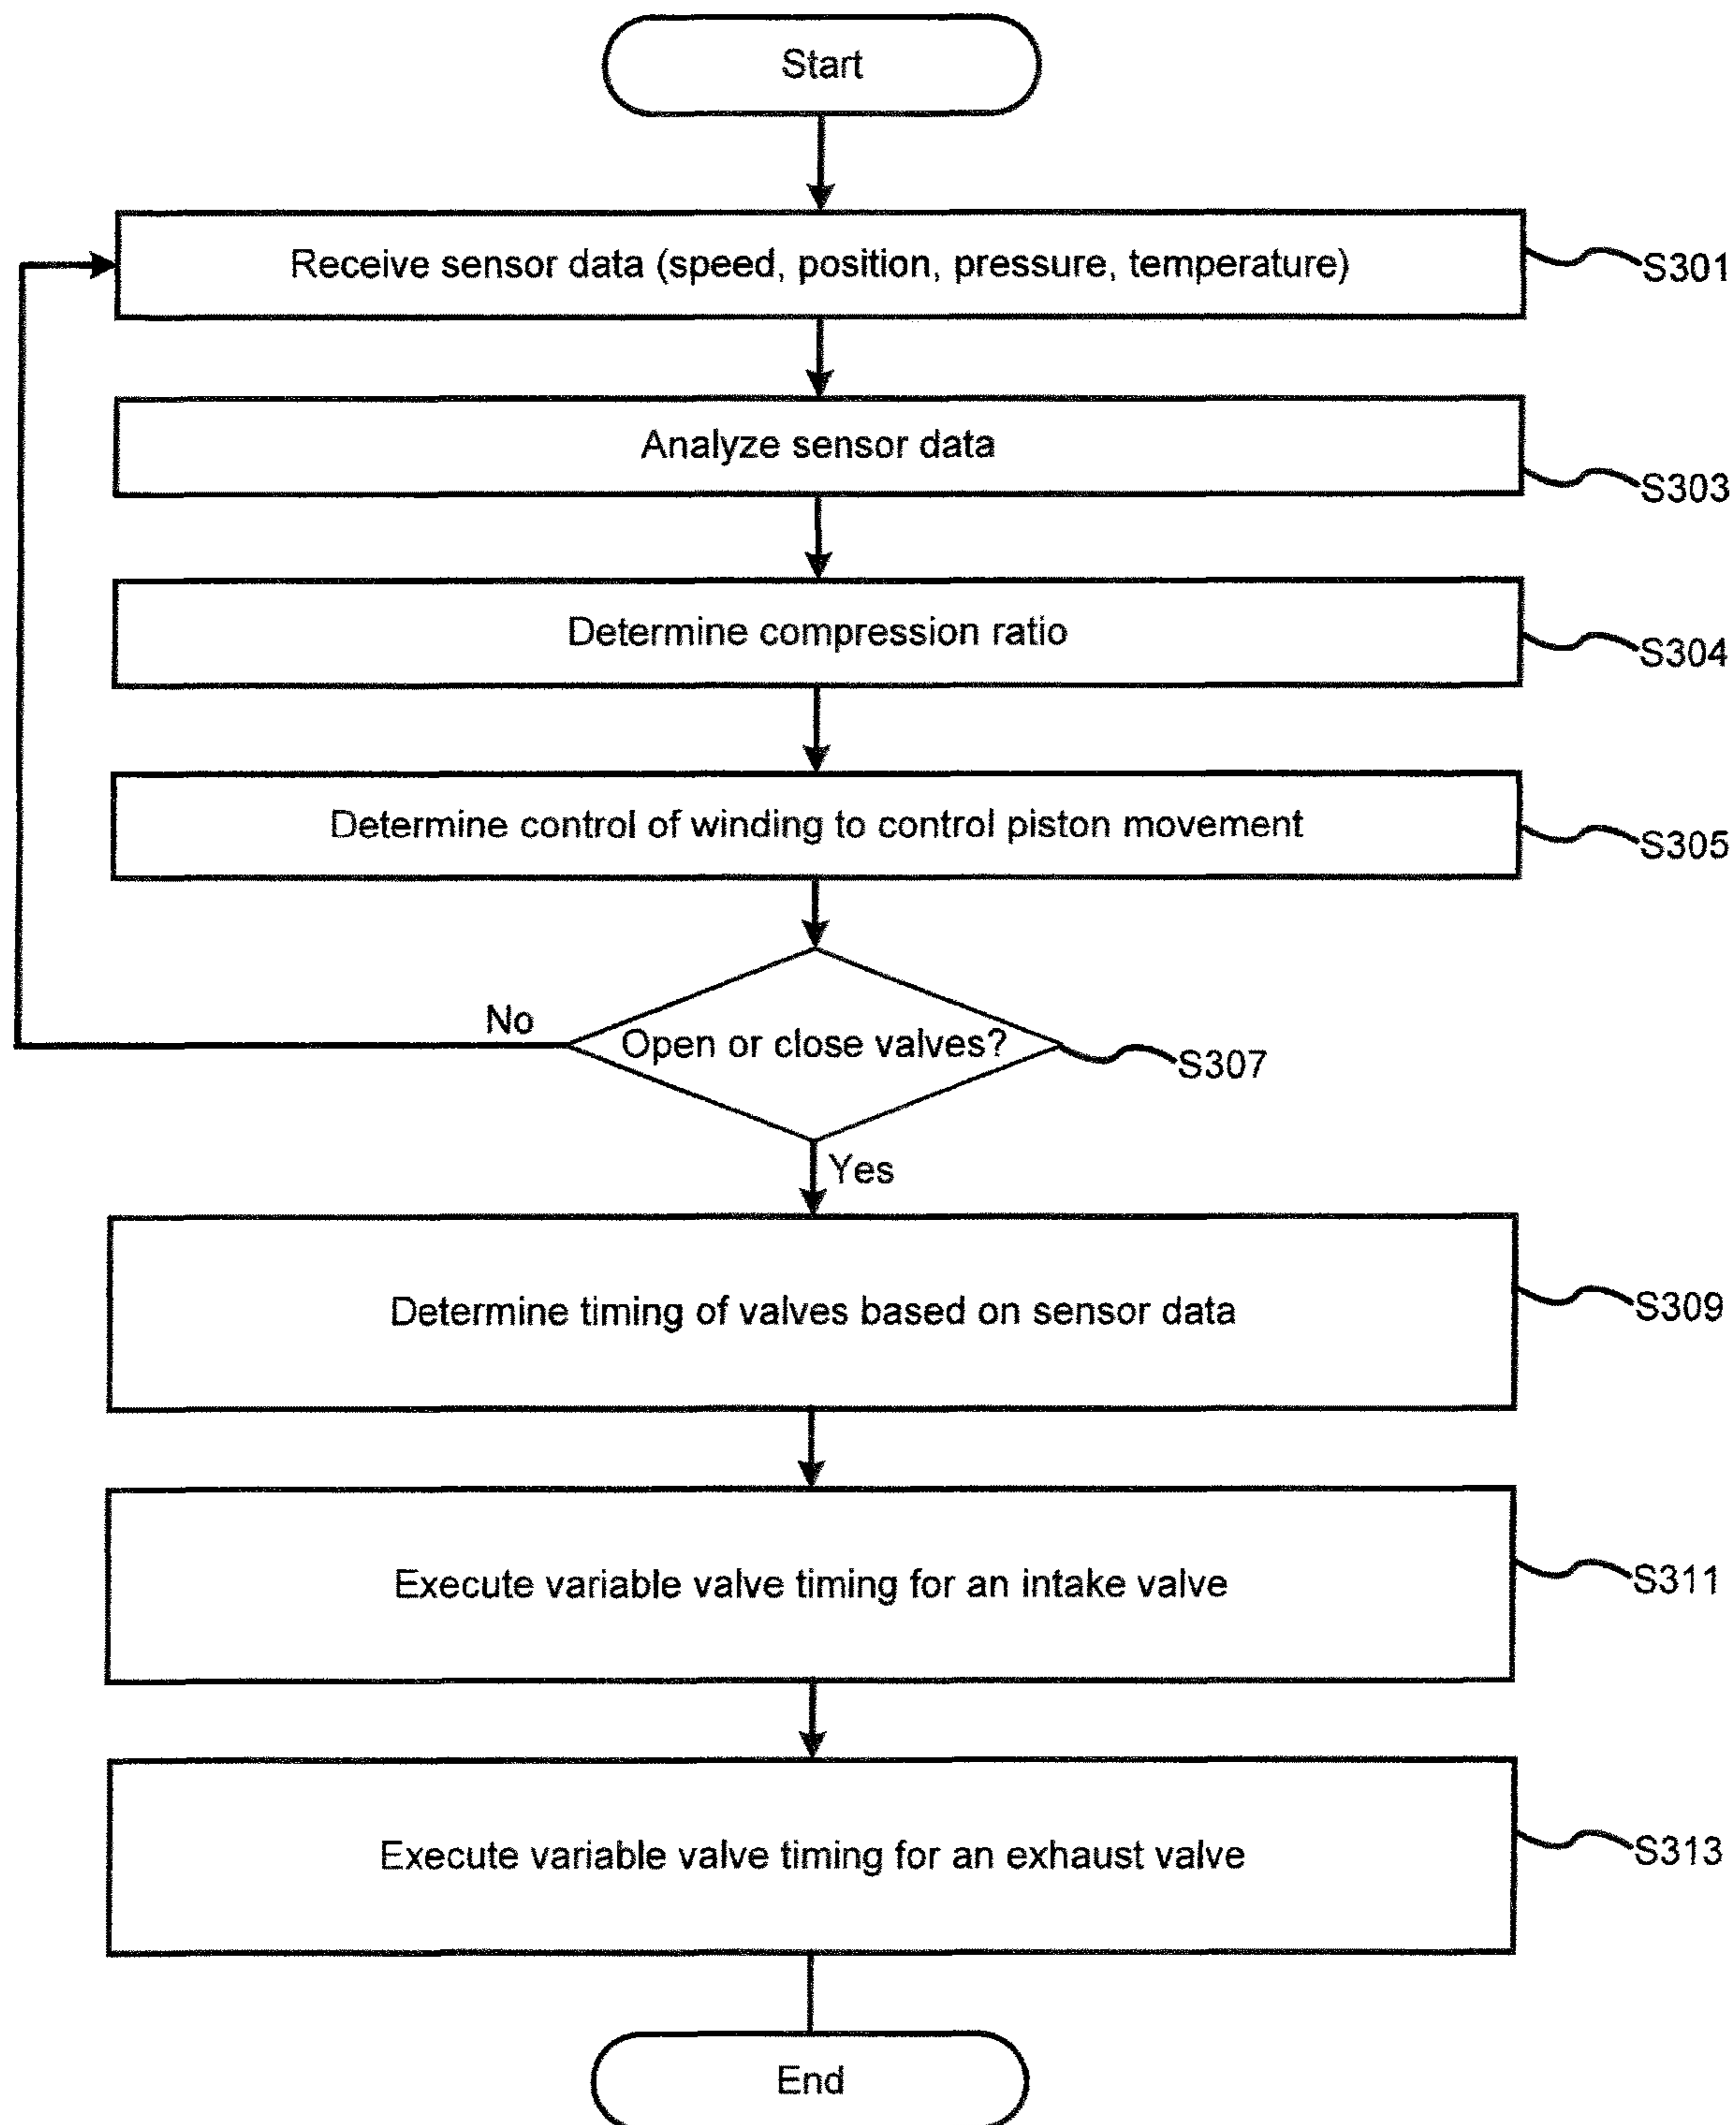 Start
Receive sensor data (speed, position, pressure, temperature)
S301
Analyze sensor data
S303
Determine compression ratio
S304
Determine control of winding to control piston movement
S305
No
Open or close valves?
S307
Yes
Determine timing of valves based on sensor data
S309
Execute variable valve timing for an intake valve
S311
Execute variable valve timing for an exhaust valve
S313
End